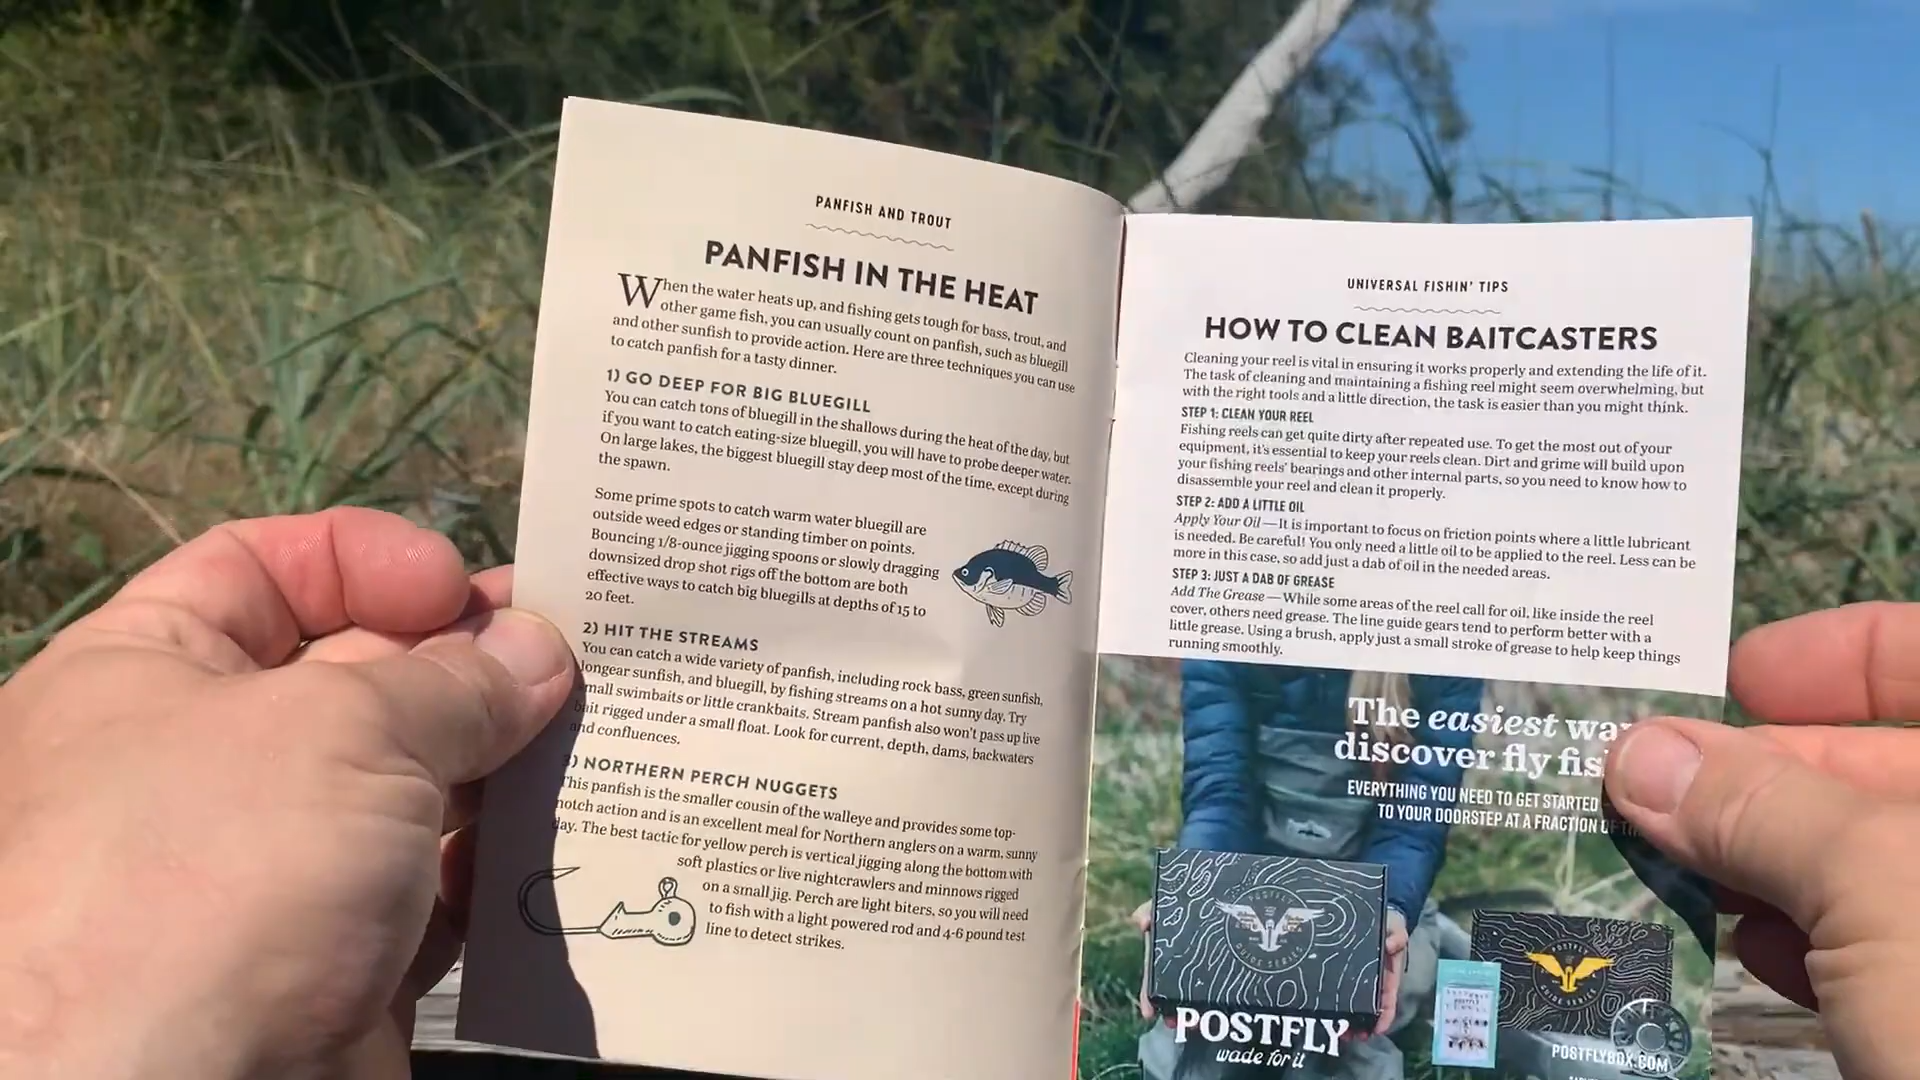 PANFISH AND TROUT
PANFISH IN THE HEAT
When the water heats up, and fishing gets tough for bass, trout, and
other game fish, you can usually count on panfish, such as bluegill
and other sunfish to provide action. Here are three techniques you can use
to catch panfish for a tasty dinner.
1) GO DEEP FOR BIG BLUEGILL
You can catch tons of bluegill in the shallows during the heat of the day, but
if you want to catch eating-size bluegill, you will have to probe deeper water.
On large lakes, the biggest bluegill stay deep most of the time, except during
the spawn.
Some prime spots to catch warm water bluegill are
outside weed edges or standing timber on points.
Bouncing 1/8-ounce jigging spoons or slowly dragging
downsized drop shot rigs off the bottom are both
effective ways to catch big bluegills at depths of 15 to
20 feet.
2) HIT THE STREAMS
You can catch a wide variety of panfish, including rock bass, green sunfish,
longear sunfish, and bluegill, by fishing streams on a hot sunny day. Try
small swimbaits or little crankbaits. Stream panfish also won't pass up live
bait rigged under a small float. Look for current, depth, dams, backwaters
and confluences.
3) NORTHERN PERCH NUGGETS
This panfish is the smaller cousin of the walleye and provides some top-
notch action and is an excellent meal for Northern anglers on a warm, sunny
day. The best tactic for yellow perch is vertical jigging along the bottom with
soft plastics or live nightcrawlers and minnows rigged
on a small jig. Perch are light biters, so you will need
to fish with a light powered rod and 4-6 pound test
line to detect strikes.
UNIVERSAL FISHIN' TIPS
HOW TO CLEAN BAITCASTERS
Cleaning your reel is vital in ensuring it works properly and extending the life of it.
The task of cleaning and maintaining a fishing reel might seem overwhelming, but
with the right tools and a little direction, the task is easier than you might think.
STEP 1: CLEAN YOUR REEL
Fishing reels can get quite dirty after repeated use. To get the most out of your
equipment, it's essential to keep your reels clean. Dirt and grime will build upon
your fishing reels' bearings and other internal parts, so you need to know how to
disassemble your reel and clean it properly.
STEP 2: ADD A LITTLE OIL
Apply Your Oil — It is important to focus on friction points where a little lubricant
is needed. Be careful! You only need a little oil to be applied to the reel. Less can be
more in this case, so add just a dab of oil in the needed areas.
STEP 3: JUST A DAB OF GREASE
Add The Grease — While some areas of the reel call for oil, like inside the reel
cover, others need grease. The line guide gears tend to perform better with a
little grease. Using a brush, apply just a small stroke of grease to help keep things
running smoothly.
The easiest wa
discover fly fis
EVERYTHING YOU NEED TO GET STARTED
TO YOUR DOORSTEP AT A FRACTION OF
POSTFLY
GUIDE SERIES
POSTFLY
wade for it
POSTFLY
GUIDE SERIES
POSTFLY
POSTFLYBOX.COM